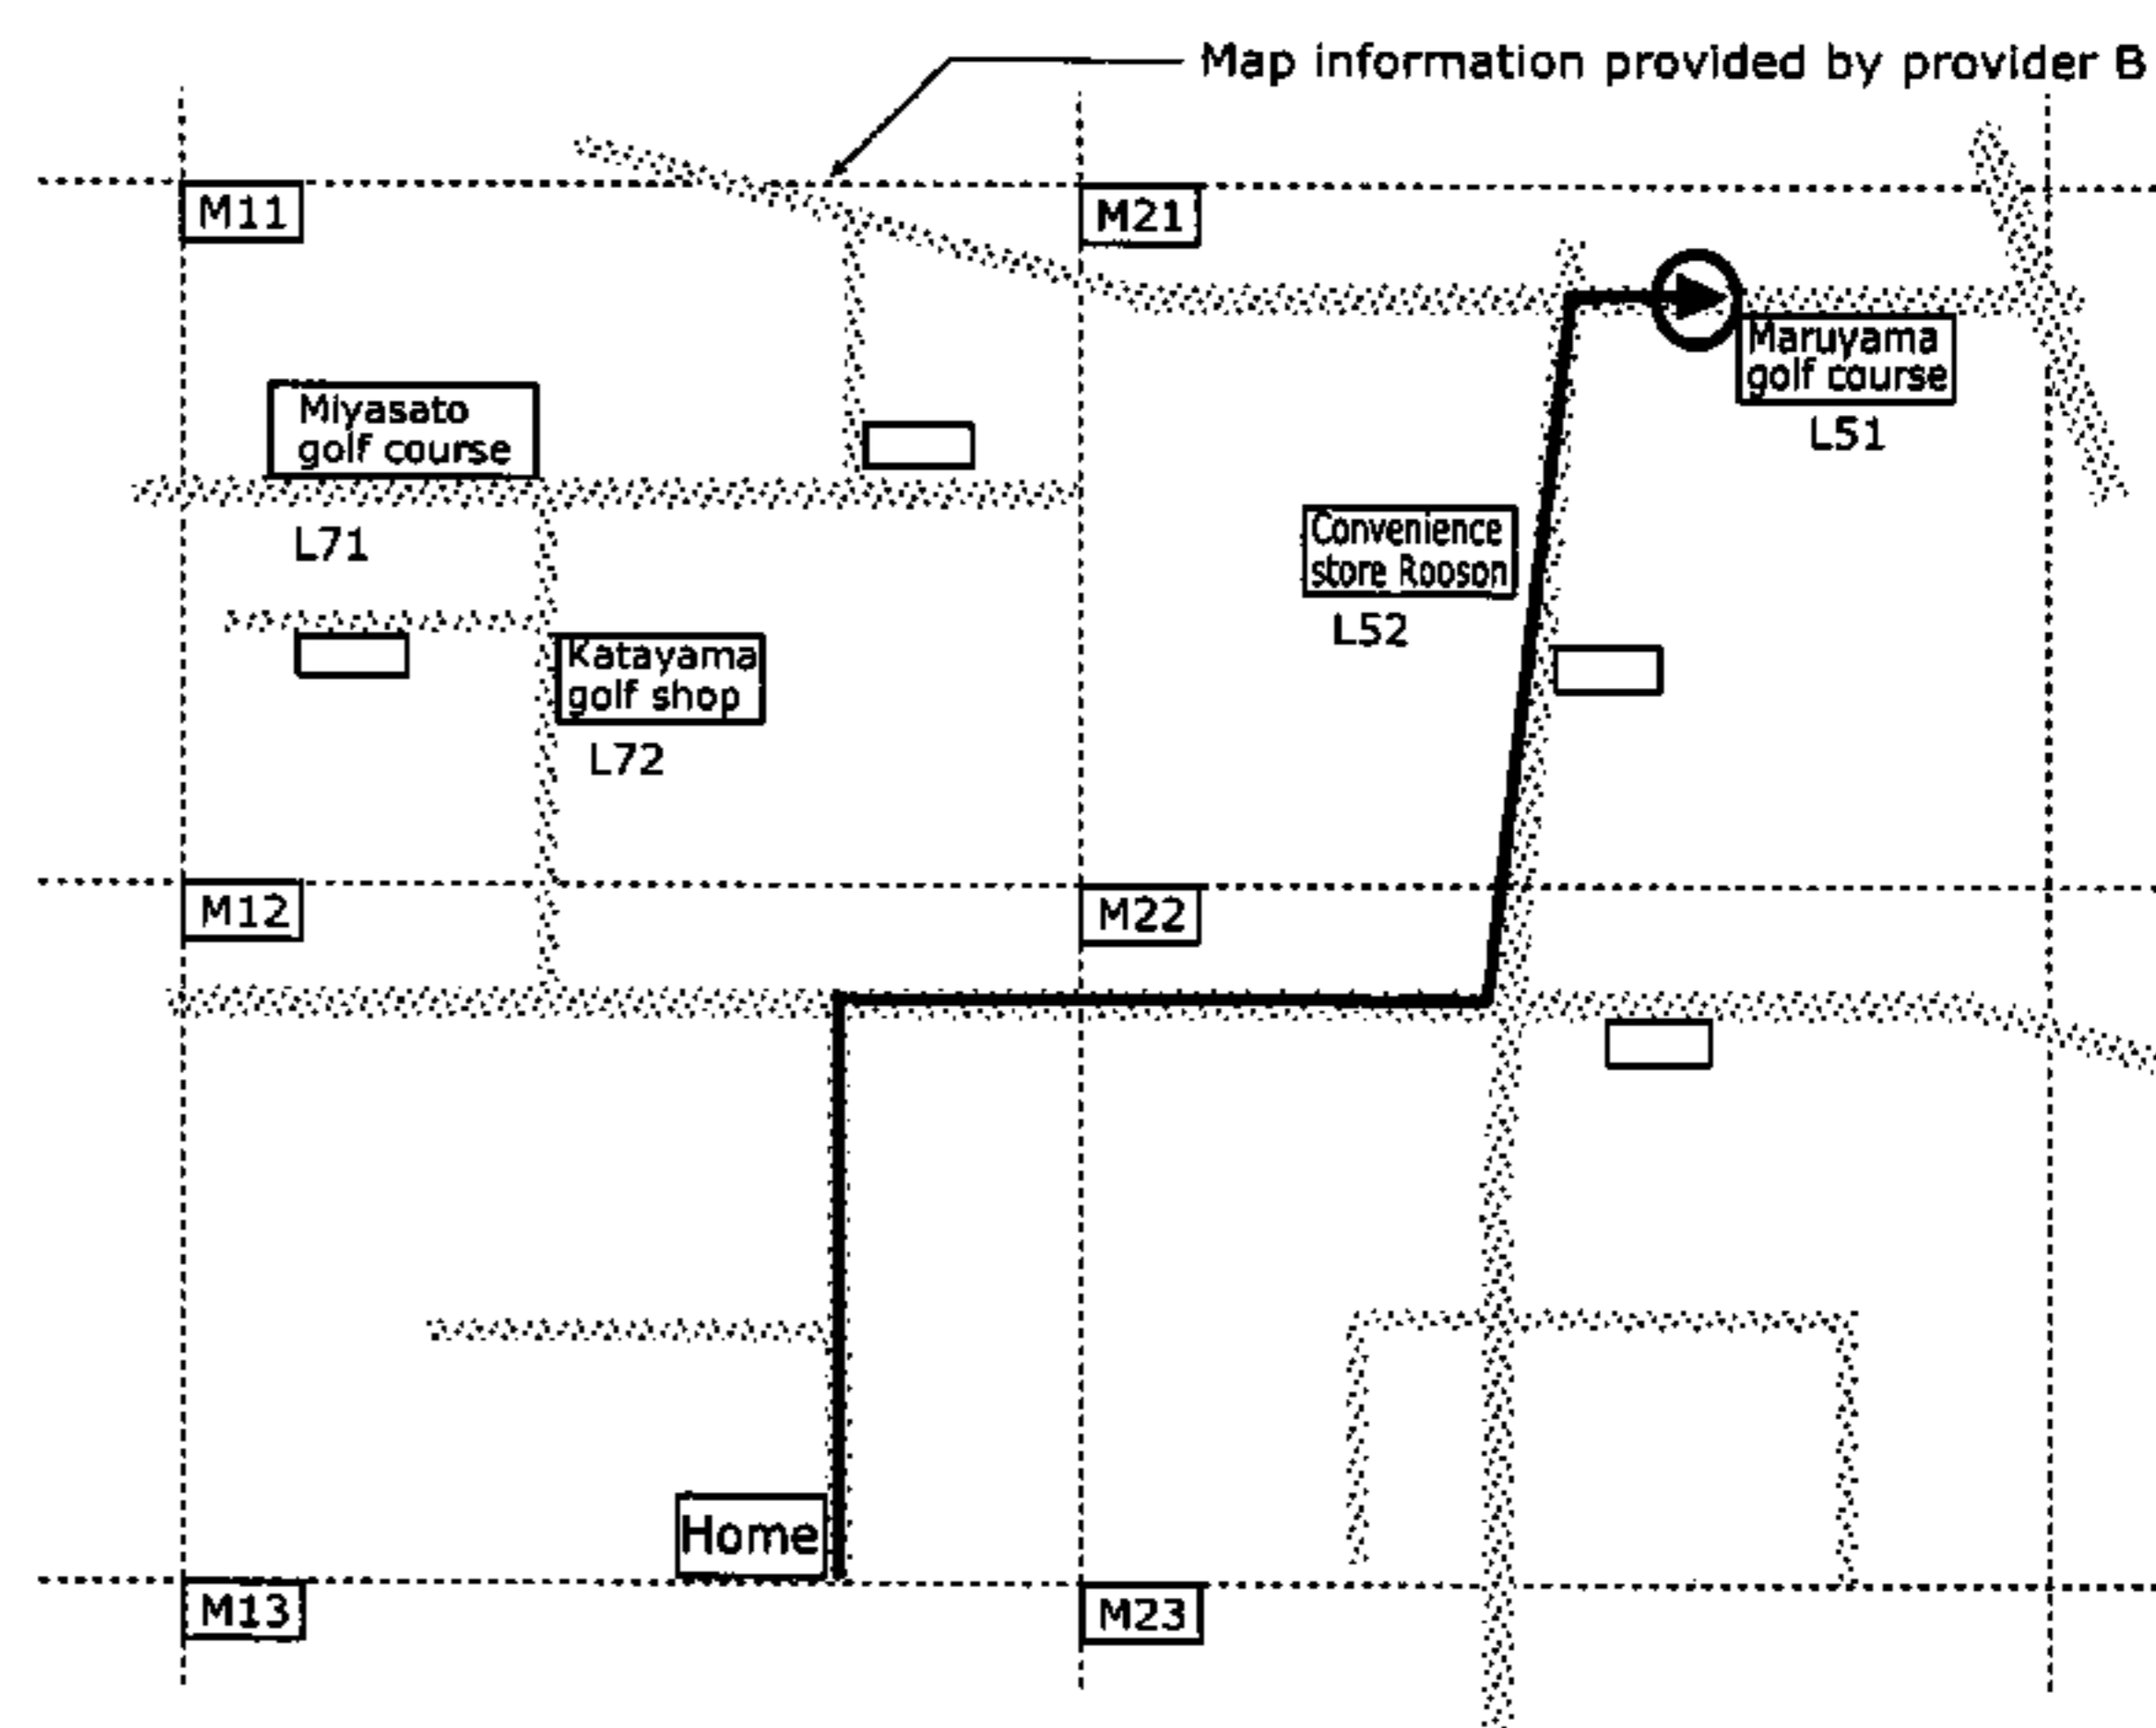 Map information provided by provider B
M11
M21
Maruyama
golf course
L51
Miyasato
golf course
L71
Convenience
store Rooson
L52
Katayama
golf shop
L72
M12
M22
Home
M13
M23